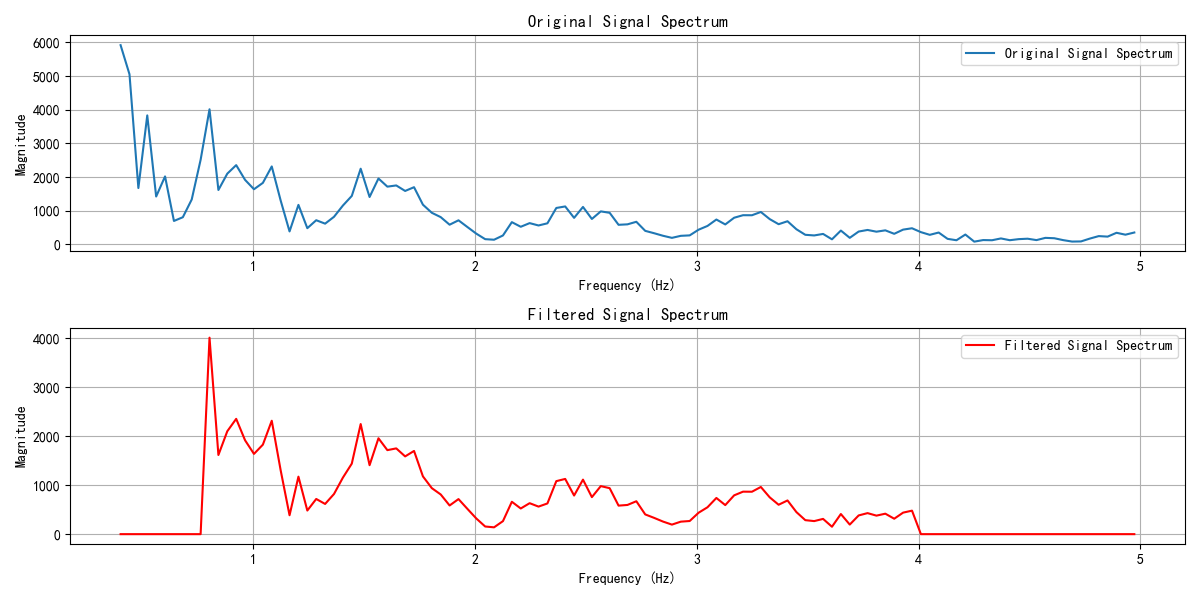 Original Signal Spectrum
6000
5000
4000
3000
2000
1000
0
Magnitude
Original Signal Spectrum
1 2 3 4 5
Frequency (Hz)
Filtered Signal Spectrum
4000
3000
2000
1000
0
Magnitude
Filtered Signal Spectrum
1 2 3 4 5
Frequency (Hz)